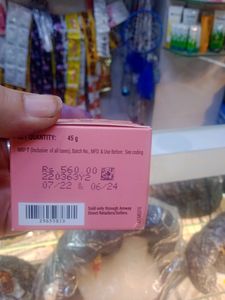 NET QUANTITY: 45 g
MRP ₹ (Inclusive of all taxes), Batch No., MFD. & Use Before: See coding
Rs.560.00
220363Y2
07/22 & 06/24
Sold only through Amway
Direct Retailers/Sellers.